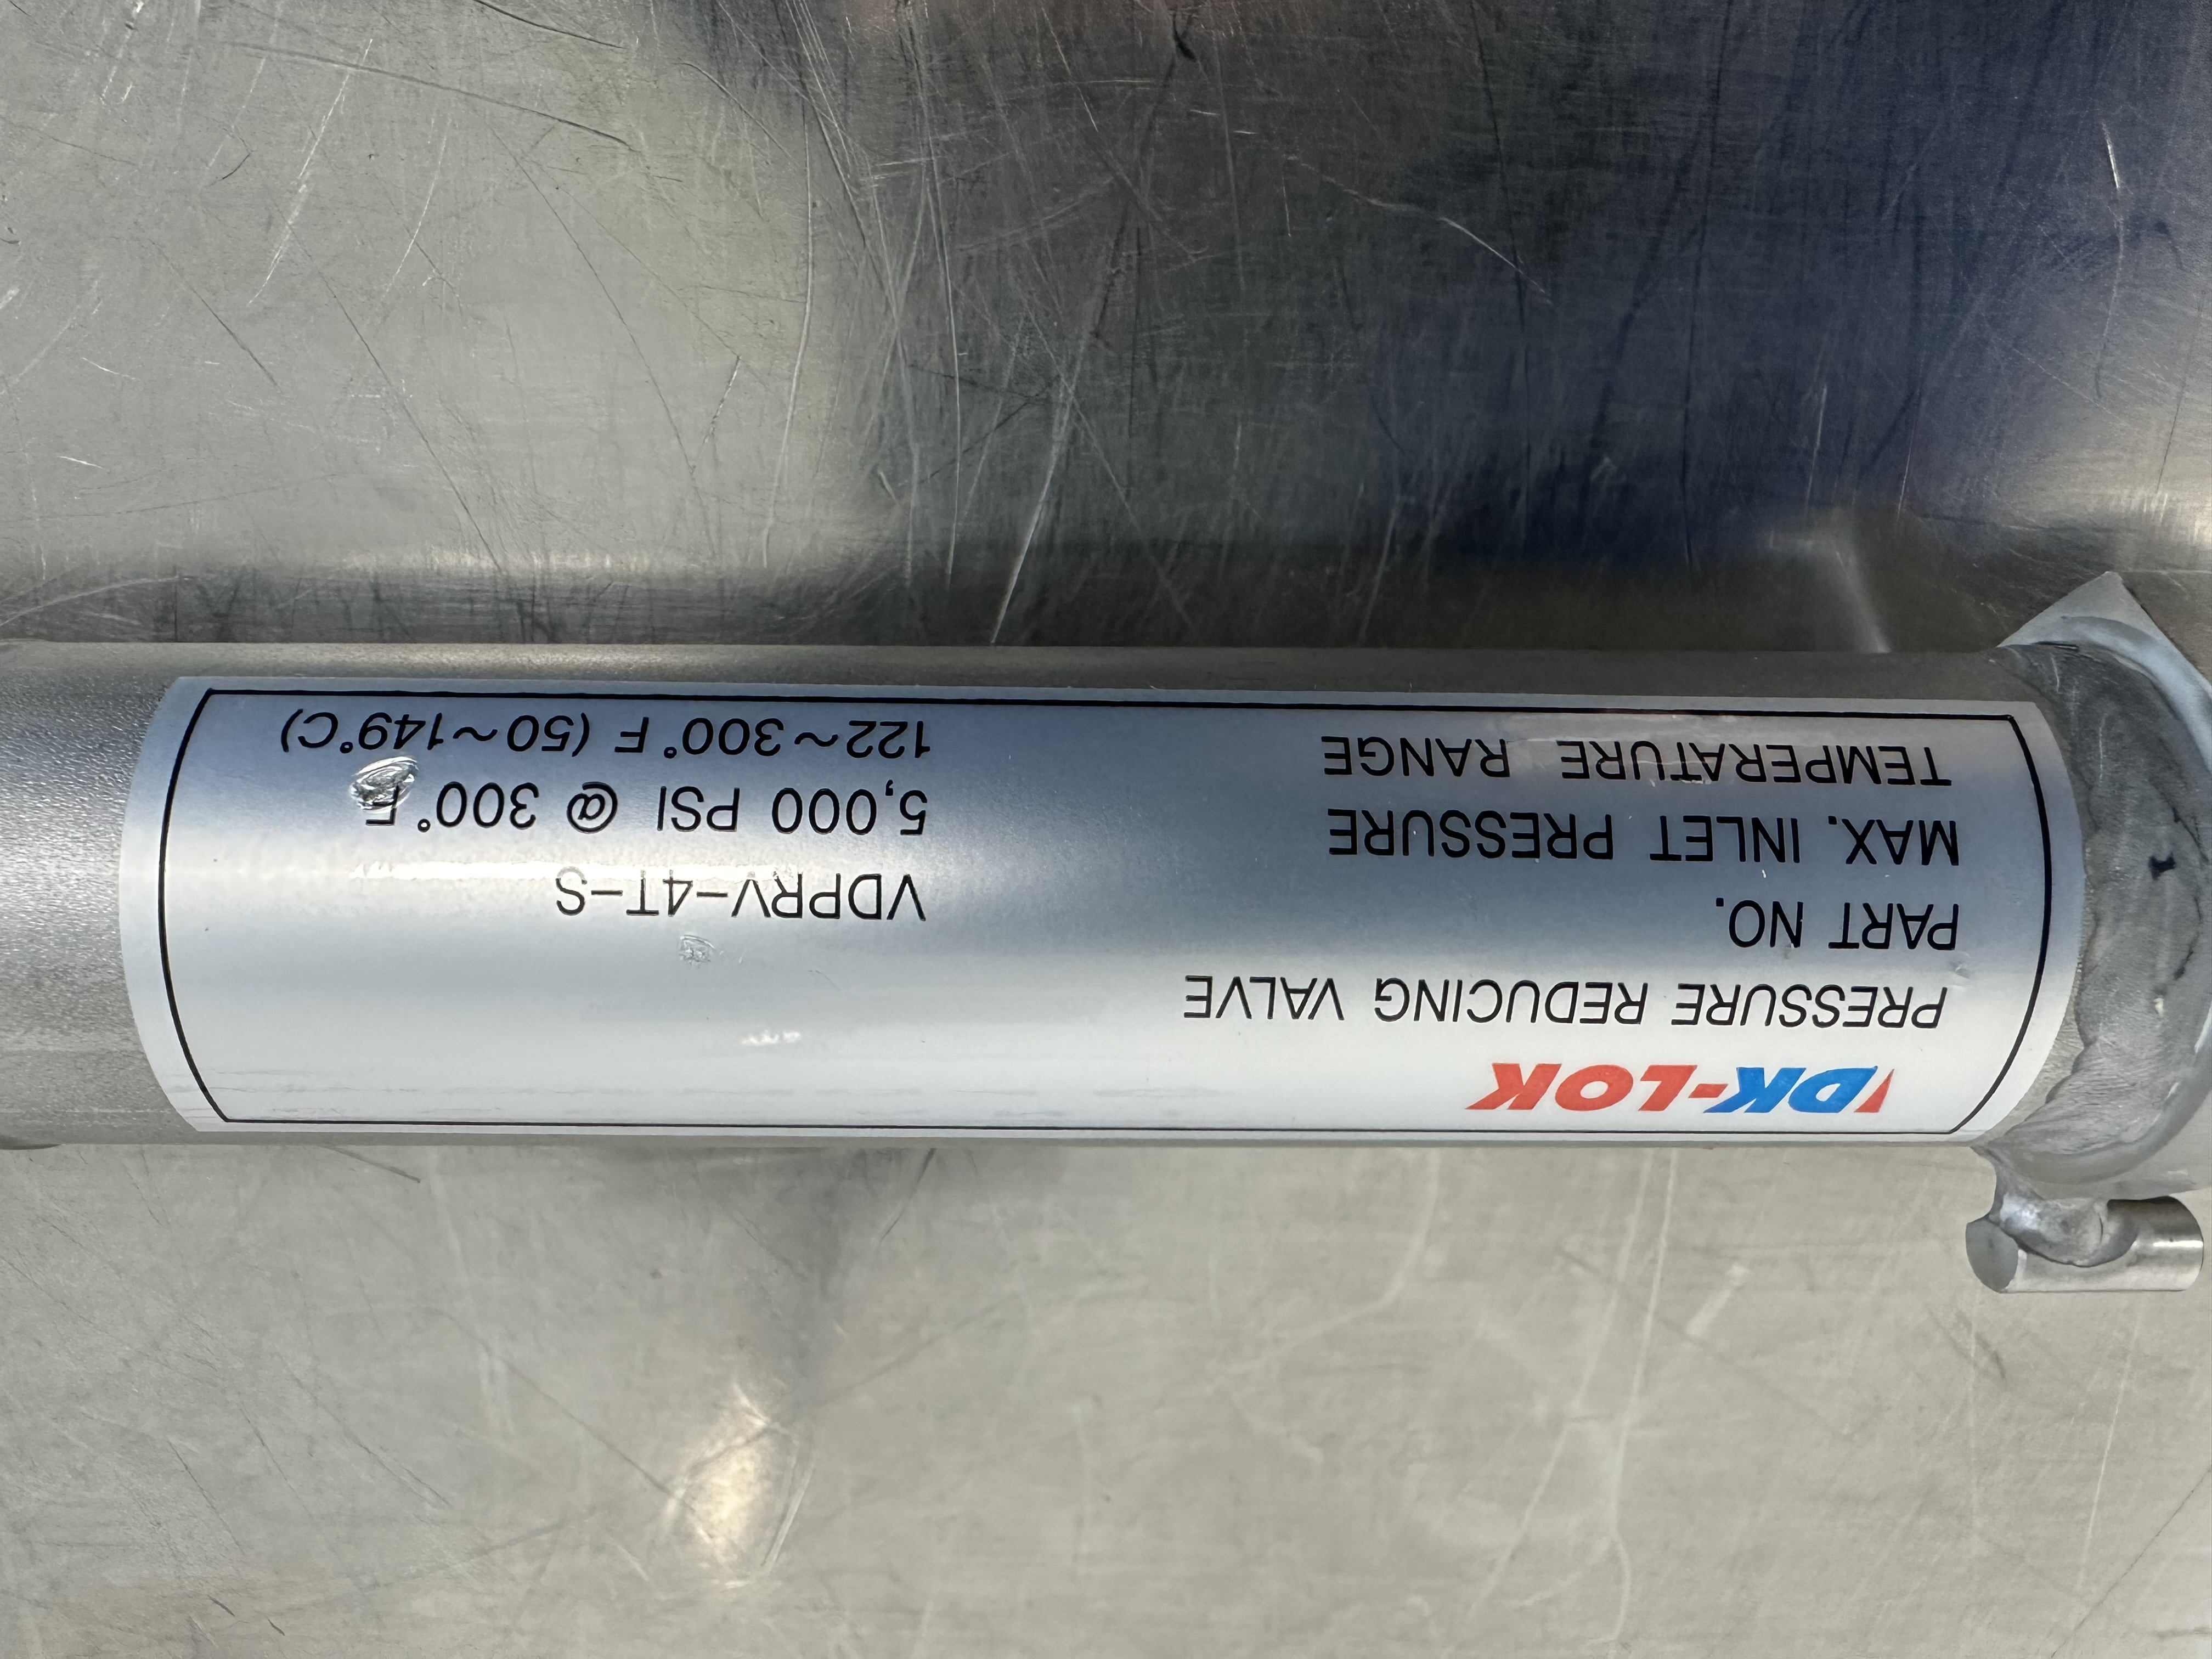 DK-LOK
PRESSURE REDUCING VALVE
PART NO. VDPRV-4T-S
MAX. INLET PRESSURE 5,000 PSI @ 300°F
TEMPERATURE RANGE 122~300°F (50~149°C)